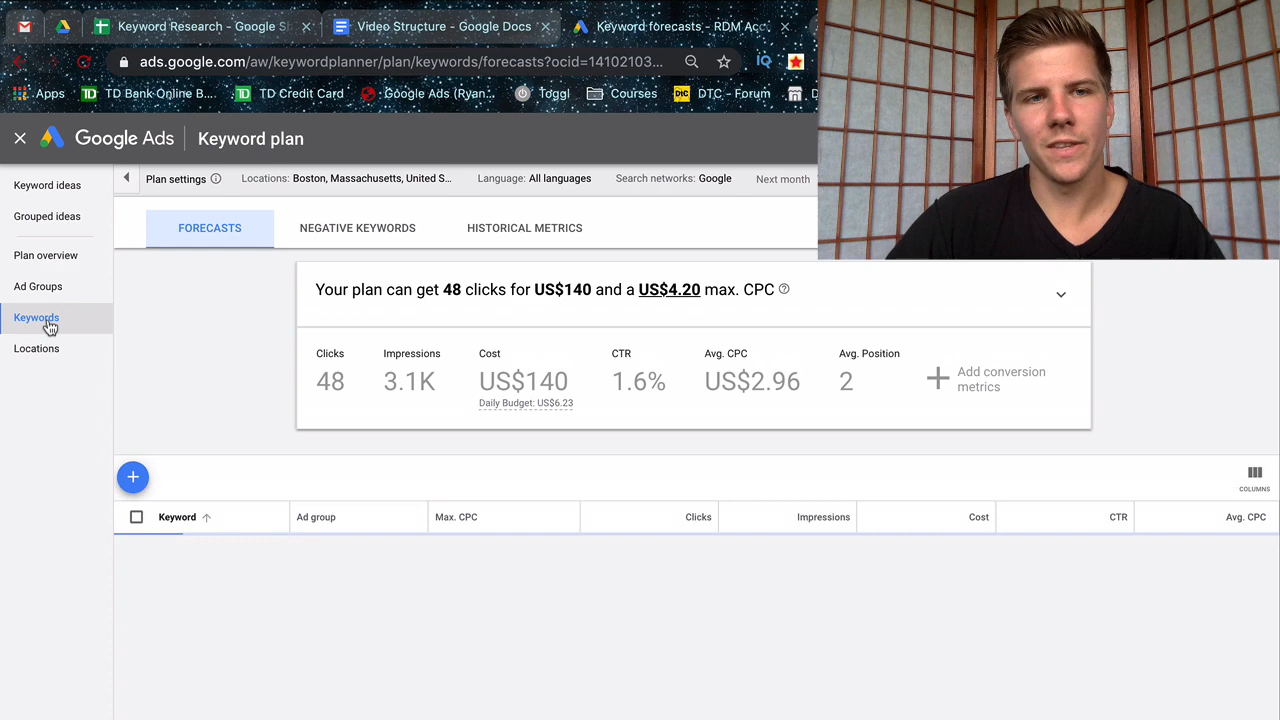 Keyword Research - Google S
Video Structure - Google Docs
Keyword forecasts - RDM Acc
ads.google.com/aw/keywordplanner/plan/keywords/forecasts?ocid=14102103...
IQ
Apps
TD Bank Online B...
TD Credit Card
Google Ads (Ryan...
Toggl
Courses
DTC - Forum
Google Ads
Keyword plan
Keyword ideas
Grouped ideas
Plan overview
Ad Groups
Keywords
Locations
Plan settings
Locations: Boston, Massachusetts, United S...
Language: All languages
Search networks: Google
Next month
FORECASTS
NEGATIVE KEYWORDS
HISTORICAL METRICS
Your plan can get 48 clicks for US$140 and a US$4.20 max. CPC
Clicks
Impressions
Cost
CTR
Avg. CPC
Avg. Position
48
3.1K
US$140
1.6%
US$2.96
2
Add conversion
metrics
Daily Budget: US$6.23
COLUMNS
Keyword
Ad group
Max. CPC
Clicks
Impressions
Cost
CTR
Avg. CPC